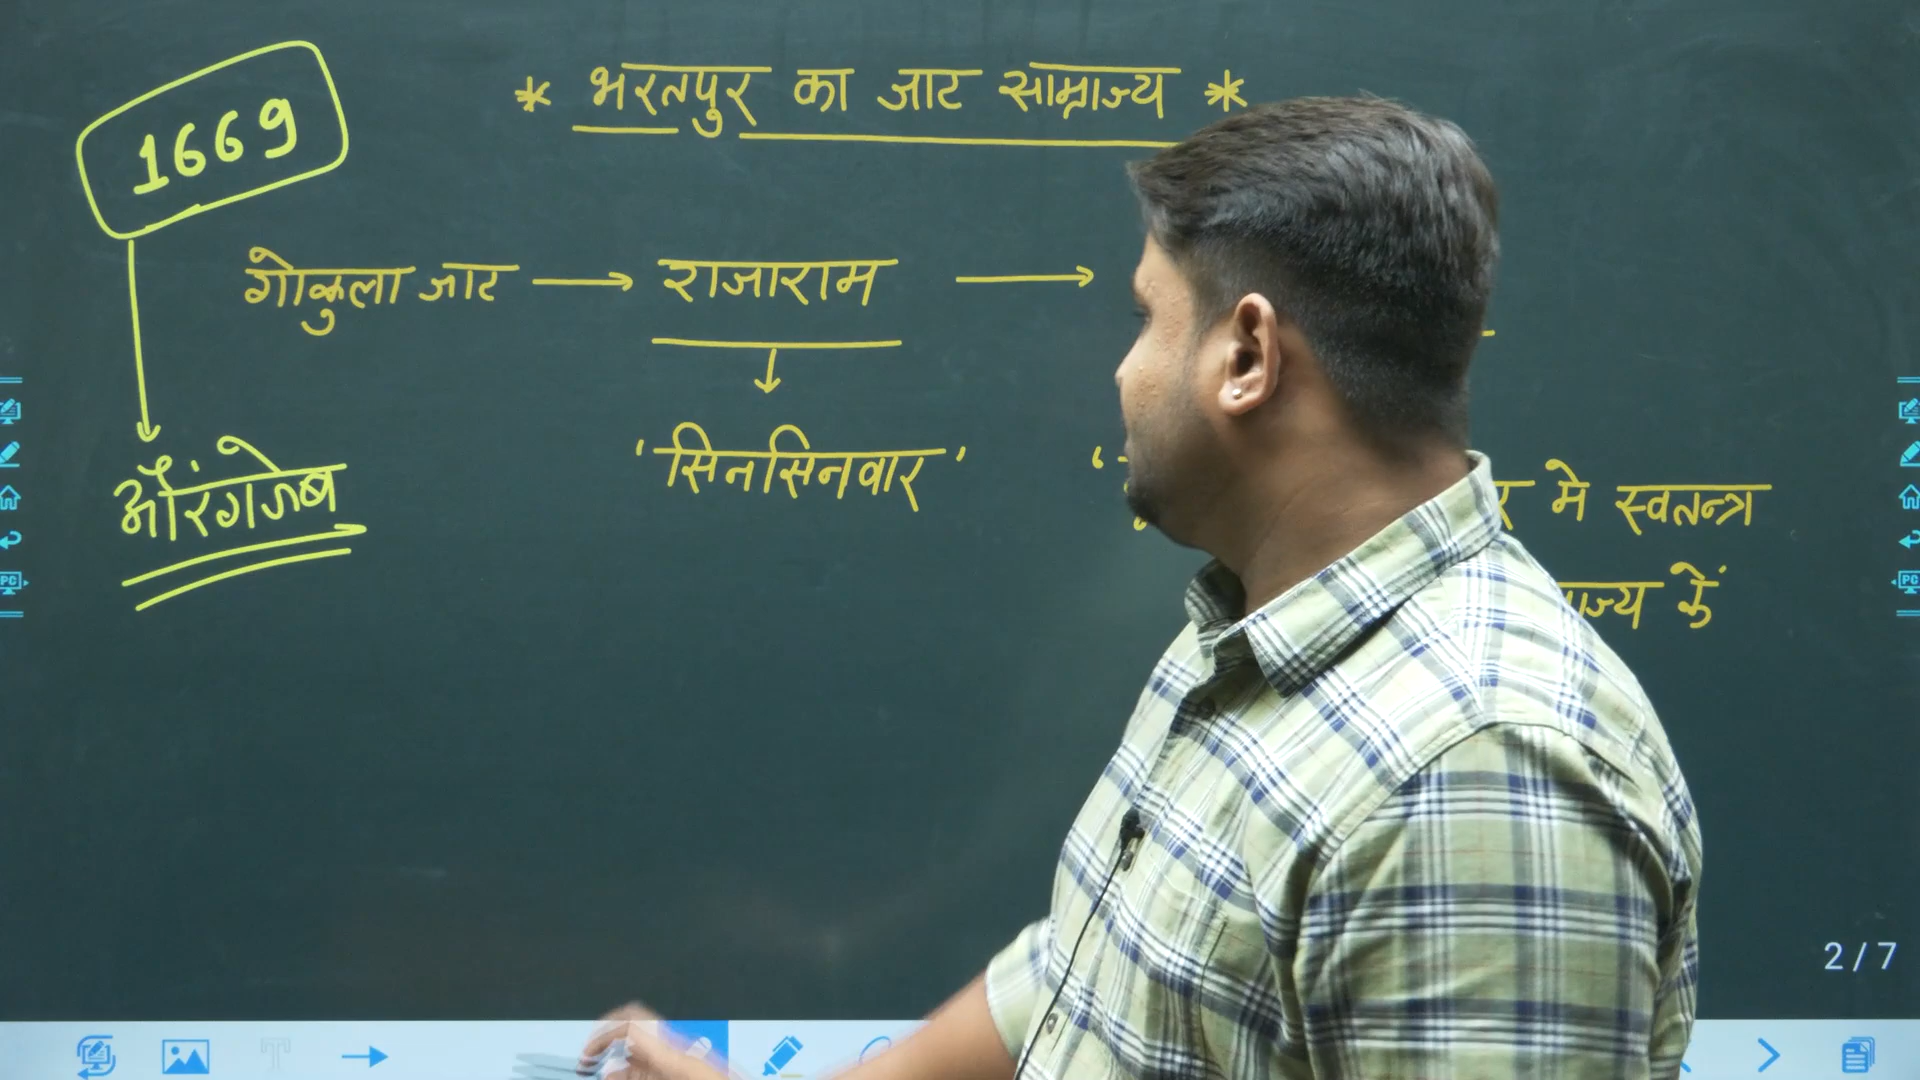 1669
* भरतपुर का जाट साम्राज्य *
गोकुला जाट → राजाराम →
औरंगजेब
'सिनसिनवार'
में स्वतन्त्र
के
2/7